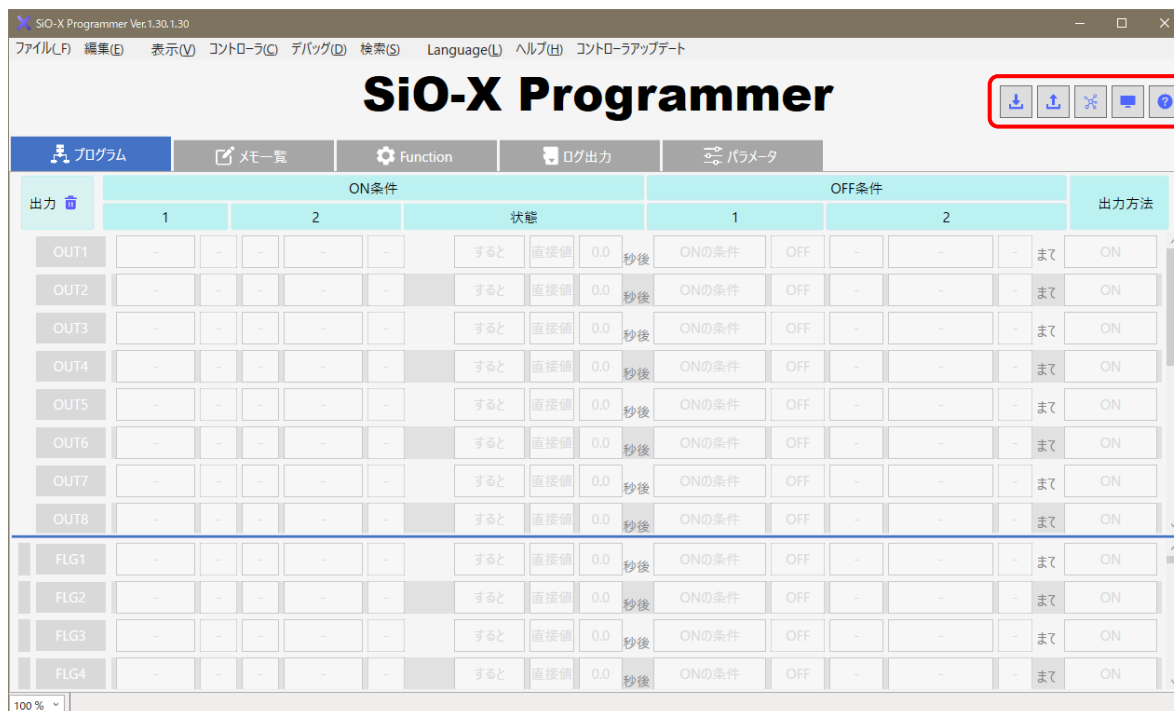 SiO-X Programmer Ver.1.30.1.30
ファイル(_F) 編集(E) 表示(V) コントローラ(C) デバッグ(D) 検索(S) Language(L) ヘルプ(H) コントローラアップデート
SiO-X Programmer
プログラム メモ一覧 Function ログ出力 パラメータ
出力 ON条件 OFF条件 出力方法
1 2 状態 1 2
OUT1 - - - - - すると 直接値 0.0 秒後 ONの条件 OFF - - - まで ON
OUT2 - - - - - すると 直接値 0.0 秒後 ONの条件 OFF - - - まで ON
OUT3 - - - - - すると 直接値 0.0 秒後 ONの条件 OFF - - - まで ON
OUT4 - - - - - すると 直接値 0.0 秒後 ONの条件 OFF - - - まで ON
OUT5 - - - - - すると 直接値 0.0 秒後 ONの条件 OFF - - - まで ON
OUT6 - - - - - すると 直接値 0.0 秒後 ONの条件 OFF - - - まで ON
OUT7 - - - - - すると 直接値 0.0 秒後 ONの条件 OFF - - - まで ON
OUT8 - - - - - すると 直接値 0.0 秒後 ONの条件 OFF - - - まで ON
FLG1 - - - - - すると 直接値 0.0 秒後 ONの条件 OFF - - - まで ON
FLG2 - - - - - すると 直接値 0.0 秒後 ONの条件 OFF - - - まで ON
FLG3 - - - - - すると 直接値 0.0 秒後 ONの条件 OFF - - - まで ON
FLG4 - - - - - すると 直接値 0.0 秒後 ONの条件 OFF - - - まで ON
100 %